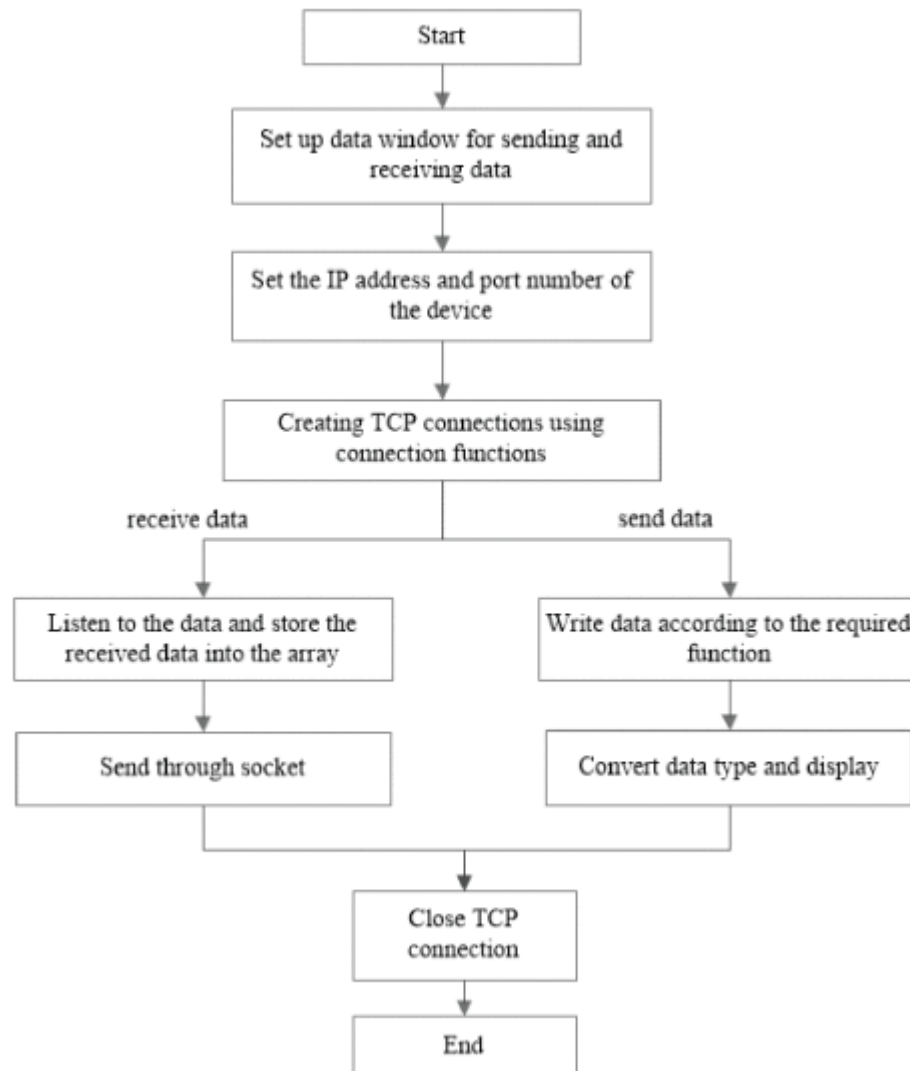 Start
Set up data window for sending and
receiving data
Set the IP address and port number of
the device
Creating TCP connections using
connection functions
receive data
send data
Listen to the data and store the
received data into the array
Write data according to the required
function
Send through socket
Convert data type and display
Close TCP
connection
End